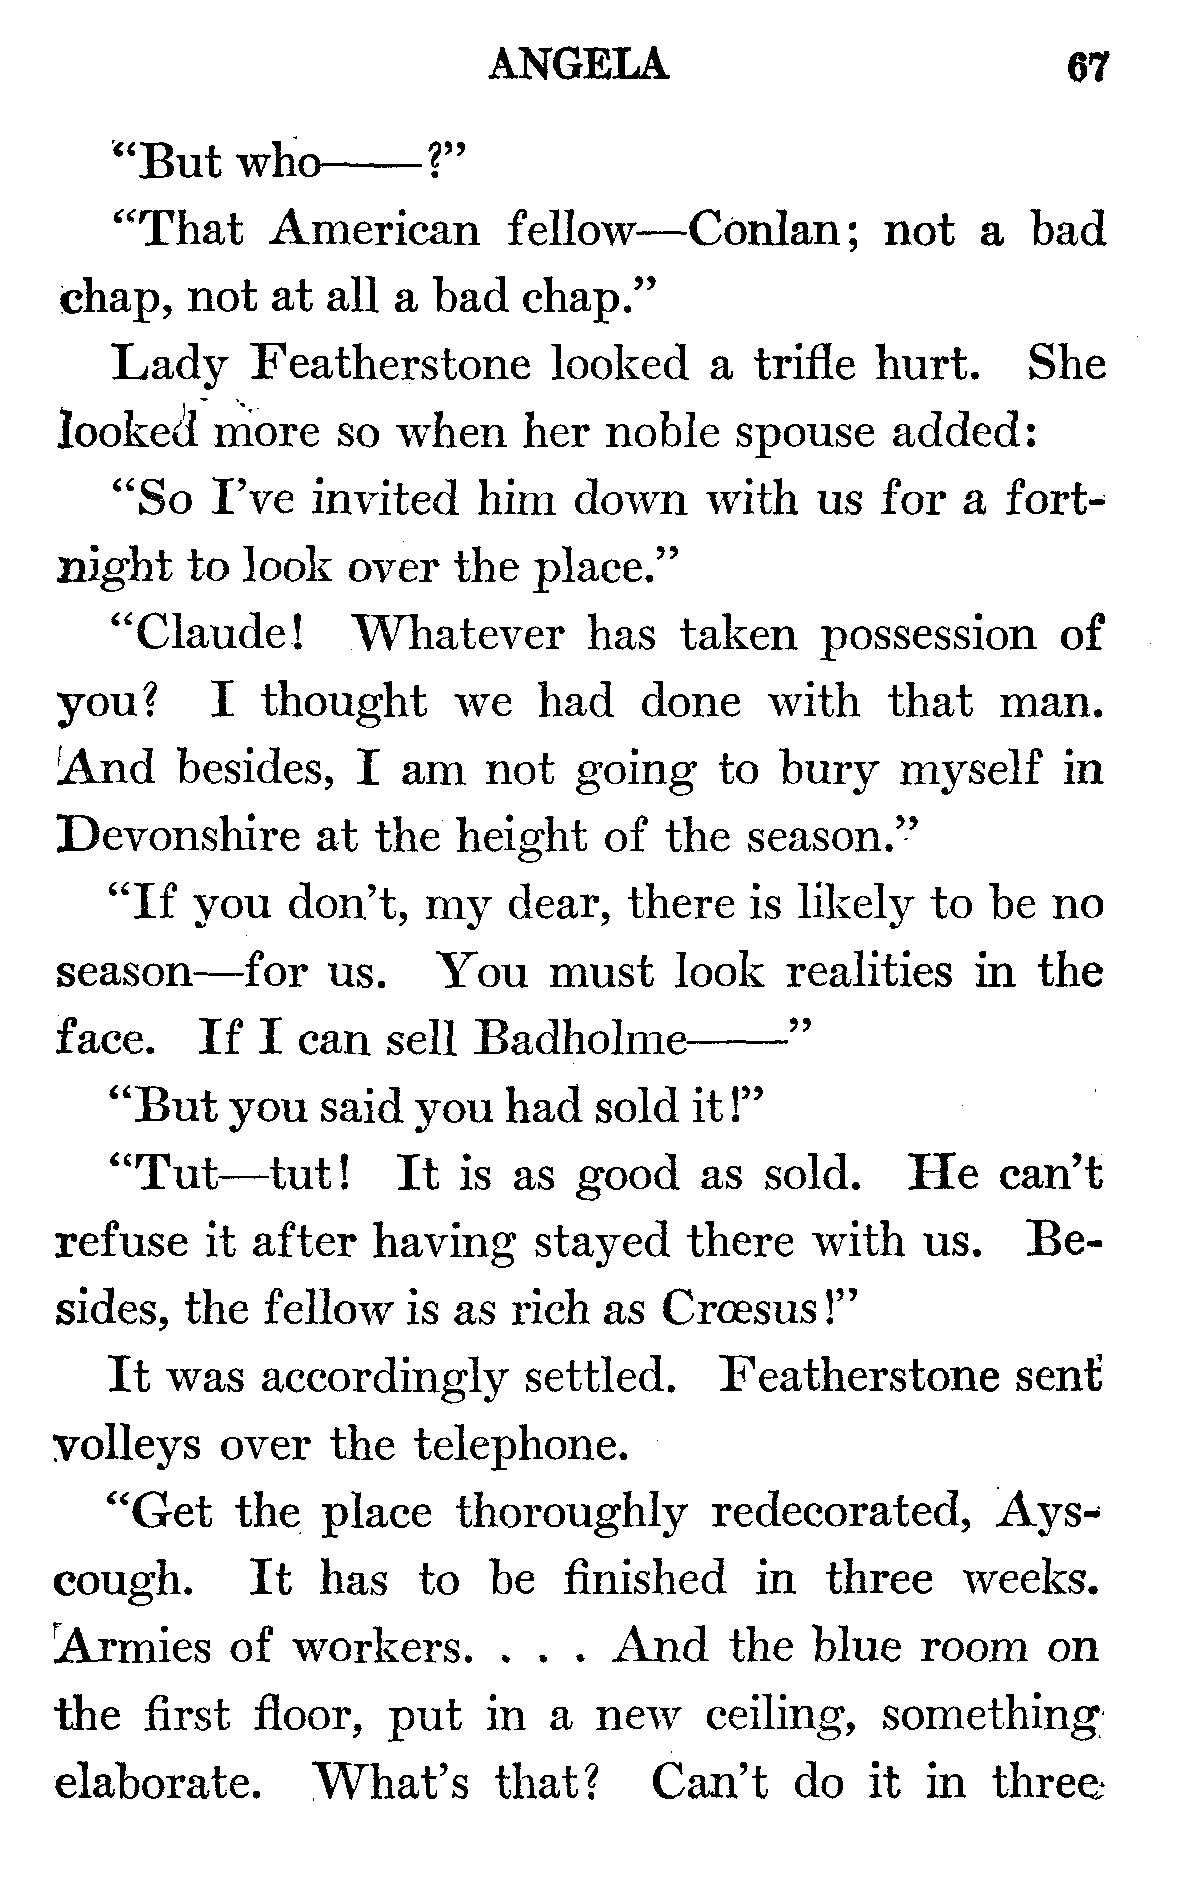 ANGELA 67
“But who——?”
“That American fellow—Conlan; not a bad
chap, not at all a bad chap.”
Lady Featherstone looked a trifle hurt. She
looked more so when her noble spouse added:
“So I’ve invited him down with us for a fort-
night to look over the place.”
“Claude! Whatever has taken possession of
you? I thought we had done with that man.
And besides, I am not going to bury myself in
Devonshire at the height of the season.”
“If you don’t, my dear, there is likely to be no
season—for us. You must look realities in the
face. If I can sell Badholme——”
“But you said you had sold it!”
“Tut—tut! It is as good as sold. He can’t
refuse it after having stayed there with us. Be-
sides, the fellow is as rich as Crœsus!”
It was accordingly settled. Featherstone sent
volleys over the telephone.
“Get the place thoroughly redecorated, Ays-
cough. It has to be finished in three weeks.
Armies of workers. . . . And the blue room on
the first floor, put in a new ceiling, something
elaborate. What’s that? Can’t do it in three